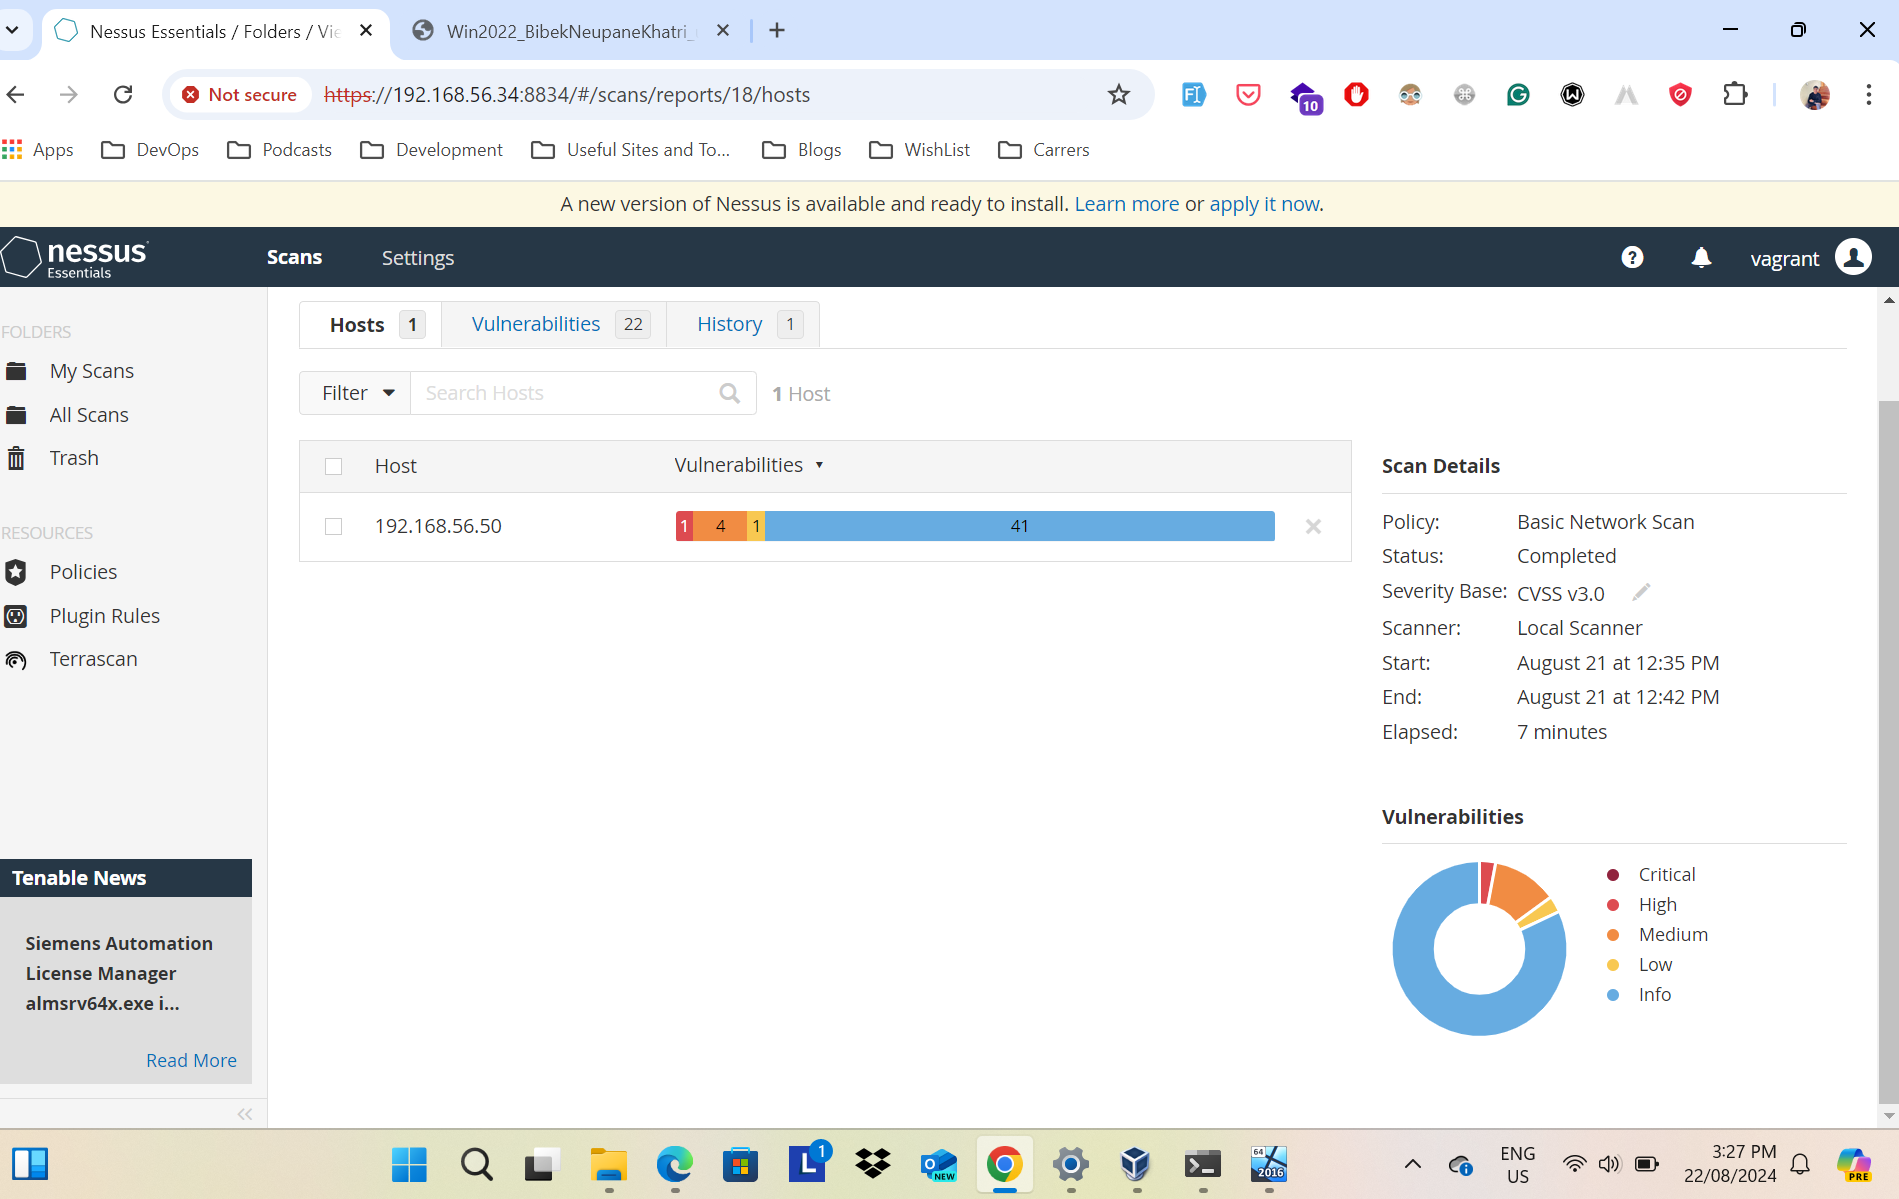 Nessus Essentials / Folders / Vie
Win2022_BibekNeupaneKhatri_
Not secure
https://192.168.56.34:8834/#/scans/reports/18/hosts
10
Apps
DevOps
Podcasts
Development
Useful Sites and To...
Blogs
WishList
Carrers
A new version of Nessus is available and ready to install. Learn more or apply it now.
nessus
Essentials
Scans
Settings
vagrant
FOLDERS
My Scans
All Scans
Trash
RESOURCES
Policies
Plugin Rules
Terrascan
Tenable News
Siemens Automation
License Manager
almsrv64x.exe i...
Read More
Hosts 1
Vulnerabilities 22
History 1
Filter
Search Hosts
1 Host
Host
Vulnerabilities
192.168.56.50
1 4 1 41
Scan Details
Policy: Basic Network Scan
Status: Completed
Severity Base: CVSS v3.0
Scanner: Local Scanner
Start: August 21 at 12:35 PM
End: August 21 at 12:42 PM
Elapsed: 7 minutes
Vulnerabilities
Critical
High
Medium
Low
Info
L 1
NEW
64
2016
ENG
US
3:27 PM
22/08/2024
PRE